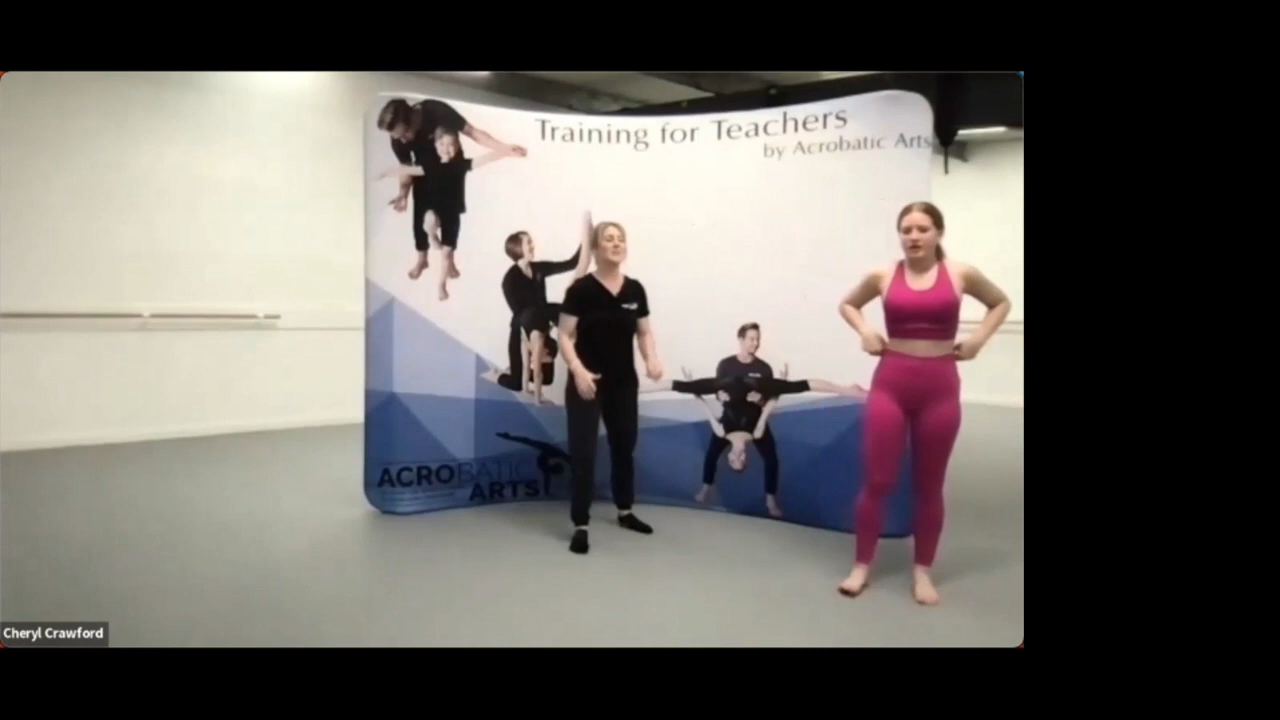 Training for Teachers
by Acrobatic Arts
ACROBATIC
ARTS
Cheryl Crawford